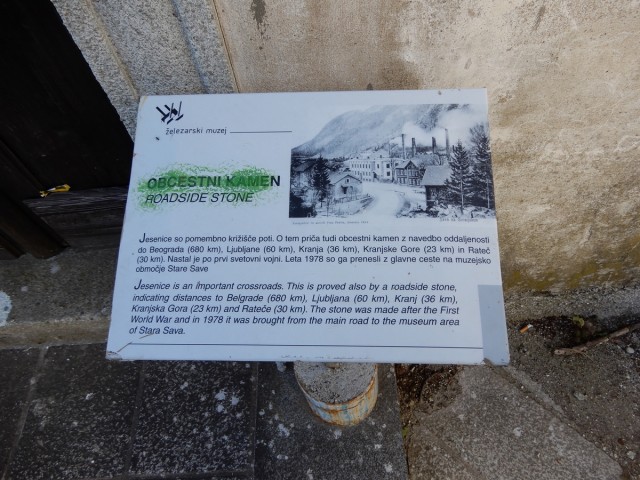 železarski muzej
OBCESTNI KAMEN
ROADSIDE STONE
Jesenice so pomembno križišče poti. O tem priča tudi obcestni kamen z navedbo oddaljenosti
do Beograda (680 km), Ljubljane (60 km), Kranja (36 km), Kranjske Gore (23 km) in Rateč
(30 km). Nastal je po prvi svetovni vojni. Leta 1978 so ga prenesli z glavne ceste na muzejsko
območje Stare Save
Jesenice is an important crossroads. This is proved also by a roadside stone,
indicating distances to Belgrade (680 km), Ljubljana (60 km), Kranj (36 km),
Kranjska Gora (23 km) and Rateče (30 km). The stone was made after the First
World War and in 1978 it was brought from the main road to the museum area
of Stara Sava.